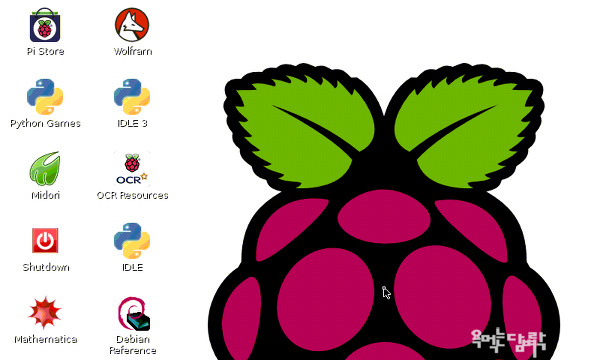 Pi Store
Wolfram
Python Games
IDLE 3
Midori
OCR
OCR Resources
Shutdown
IDLE
Mathematica
Debian
Reference